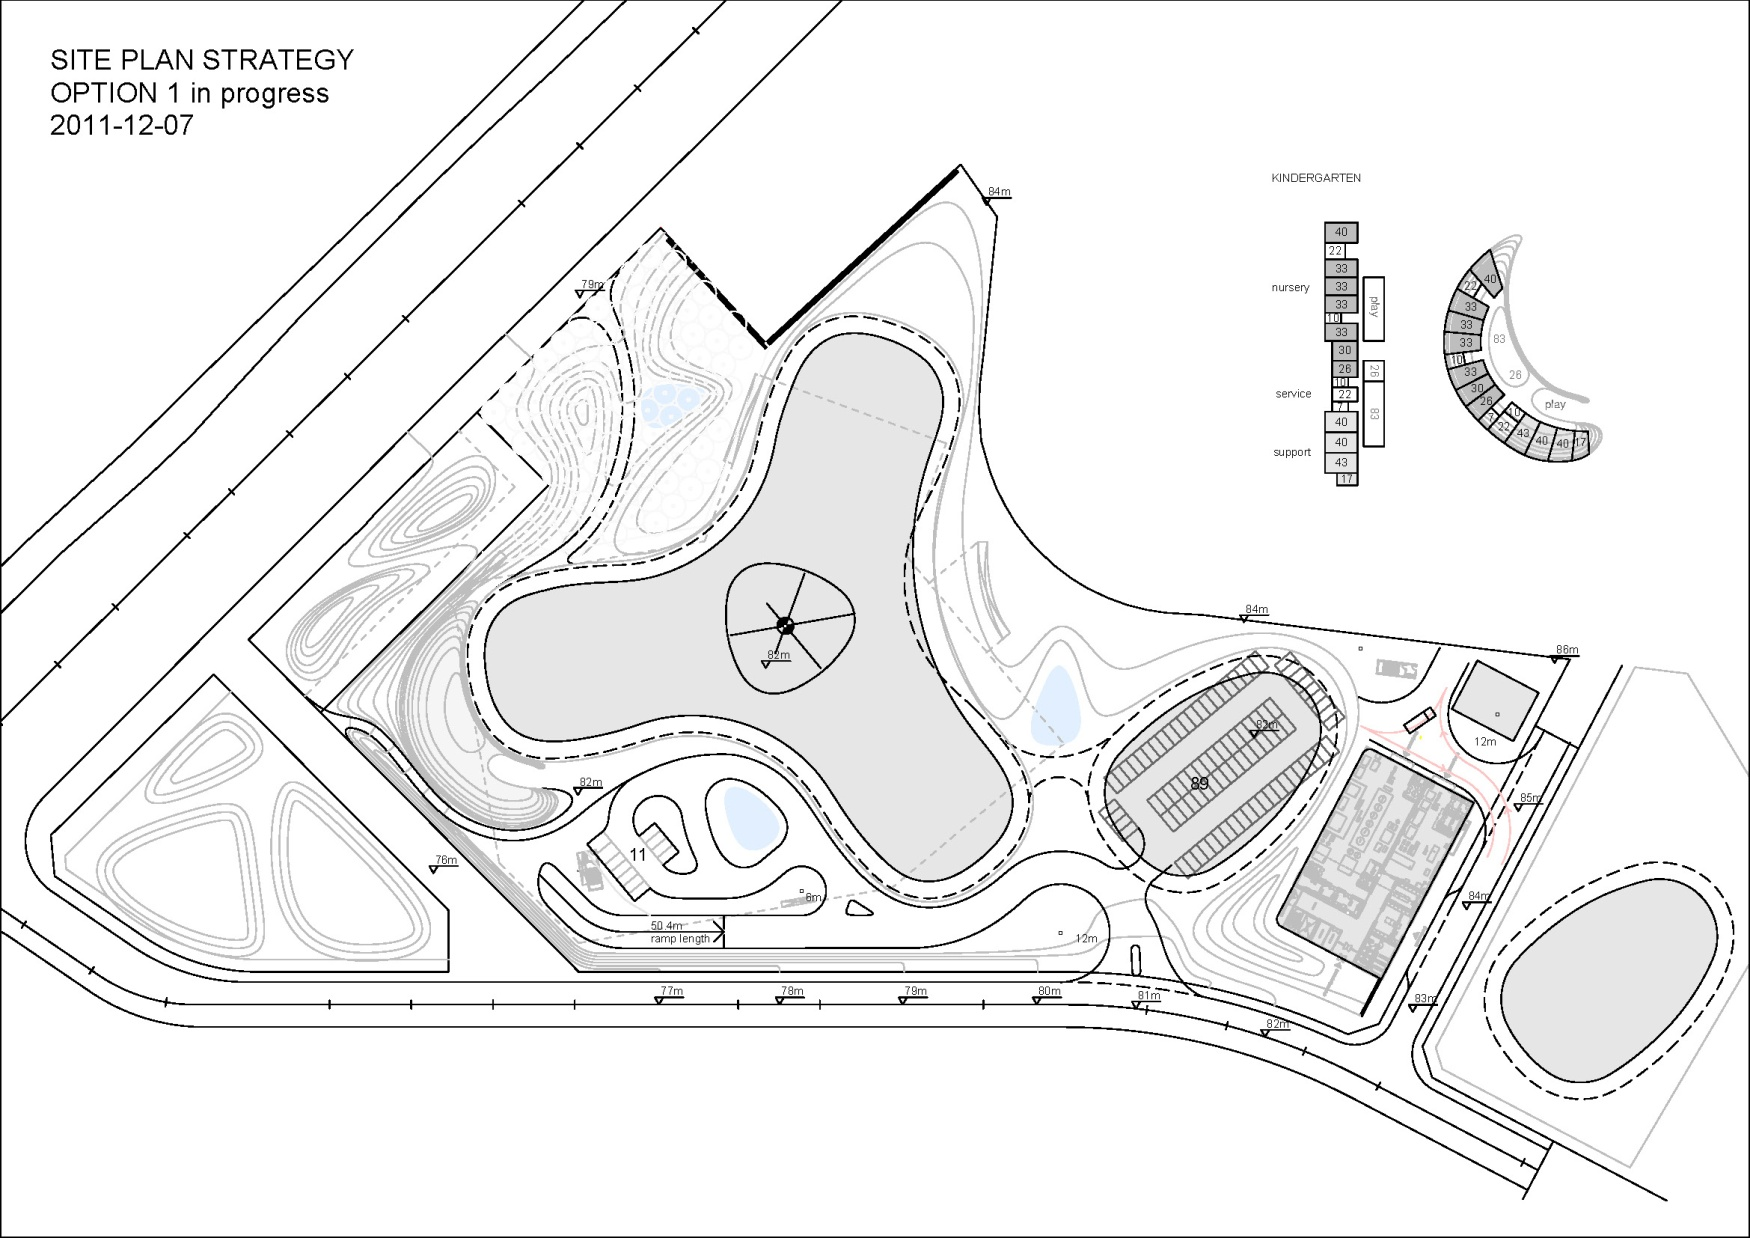 SITE PLAN STRATEGY
OPTION 1 in progress
2011-12-07
KINDERGARTEN
nursery
service
support
40
22
33
33
33
10
33
30
26
10
22
7
40
40
43
17
play
26
83
40
22
33
33
33
10
33
30
26
7
22
10
43
40
40
17
83
26
play
84m
79m
82m
84m
86m
82m
89
12m
85m
82m
11
76m
6m
50.4m
ramp length
12m
84m
77m
78m
79m
80m
81m
82m
83m